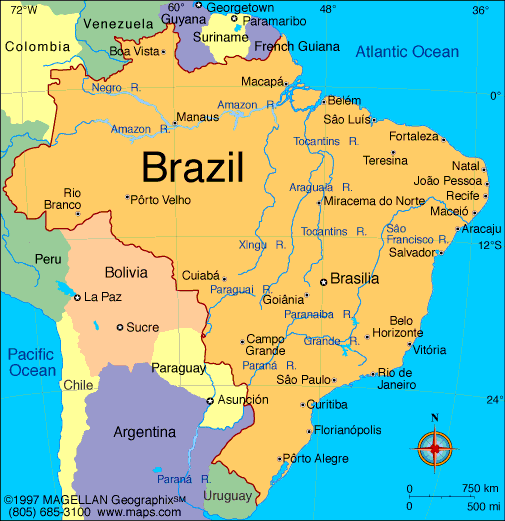 72°W
60°
48°
36°
Georgetown
Venezuela
Guyana
Paramaribo
Suriname
Colombia
Boa Vista
French Guiana
Atlantic Ocean
Macapá
Negro R.
0°
Amazon R.
Belém
Manaus
São Luís
Amazon R.
Fortaleza
Tocantins R.
Teresina
Brazil
Natal
João Pessoa
Araguaía R.
Rio
Branco
Pôrto Velho
Miracema do Norte
Recife
Maceió
Tocantins R.
São
Francisco R.
Aracaju
Xingu R.
12°S
Salvador
Peru
Bolivia
Cuiabá
Brasilia
Paraguai R.
La Paz
Goiânia
Sucre
Paranaiba R.
Belo
Horizonte
Campo
Grande
Grande R.
Vitória
Pacific
Ocean
Paraguay
Paraná R.
Chile
São Paulo
Rio de
Janeiro
Asunción
24°
Curitiba
Argentina
Florianópolis
N
Pôrto Alegre
Paraná R.
Uruguay
0
750 km
0
500 mi
©1997 MAGELLAN Geographix℠
(805) 685-3100 www.maps.com